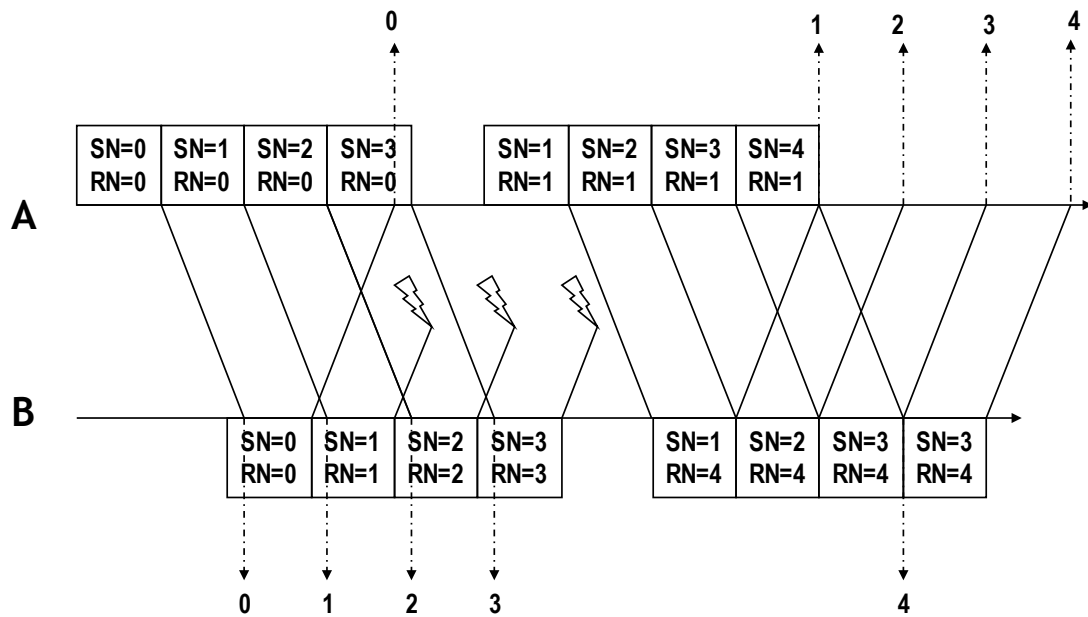 0
1
2
3
4
SN=0 SN=1 SN=2 SN=3 SN=1 SN=2 SN=3 SN=4
RN=0 RN=0 RN=0 RN=0 RN=1 RN=1 RN=1 RN=1
A
B
SN=0 SN=1 SN=2 SN=3 SN=1 SN=2 SN=3 SN=3
RN=0 RN=1 RN=2 RN=3 RN=4 RN=4 RN=4 RN=4
0 1 2 3 4